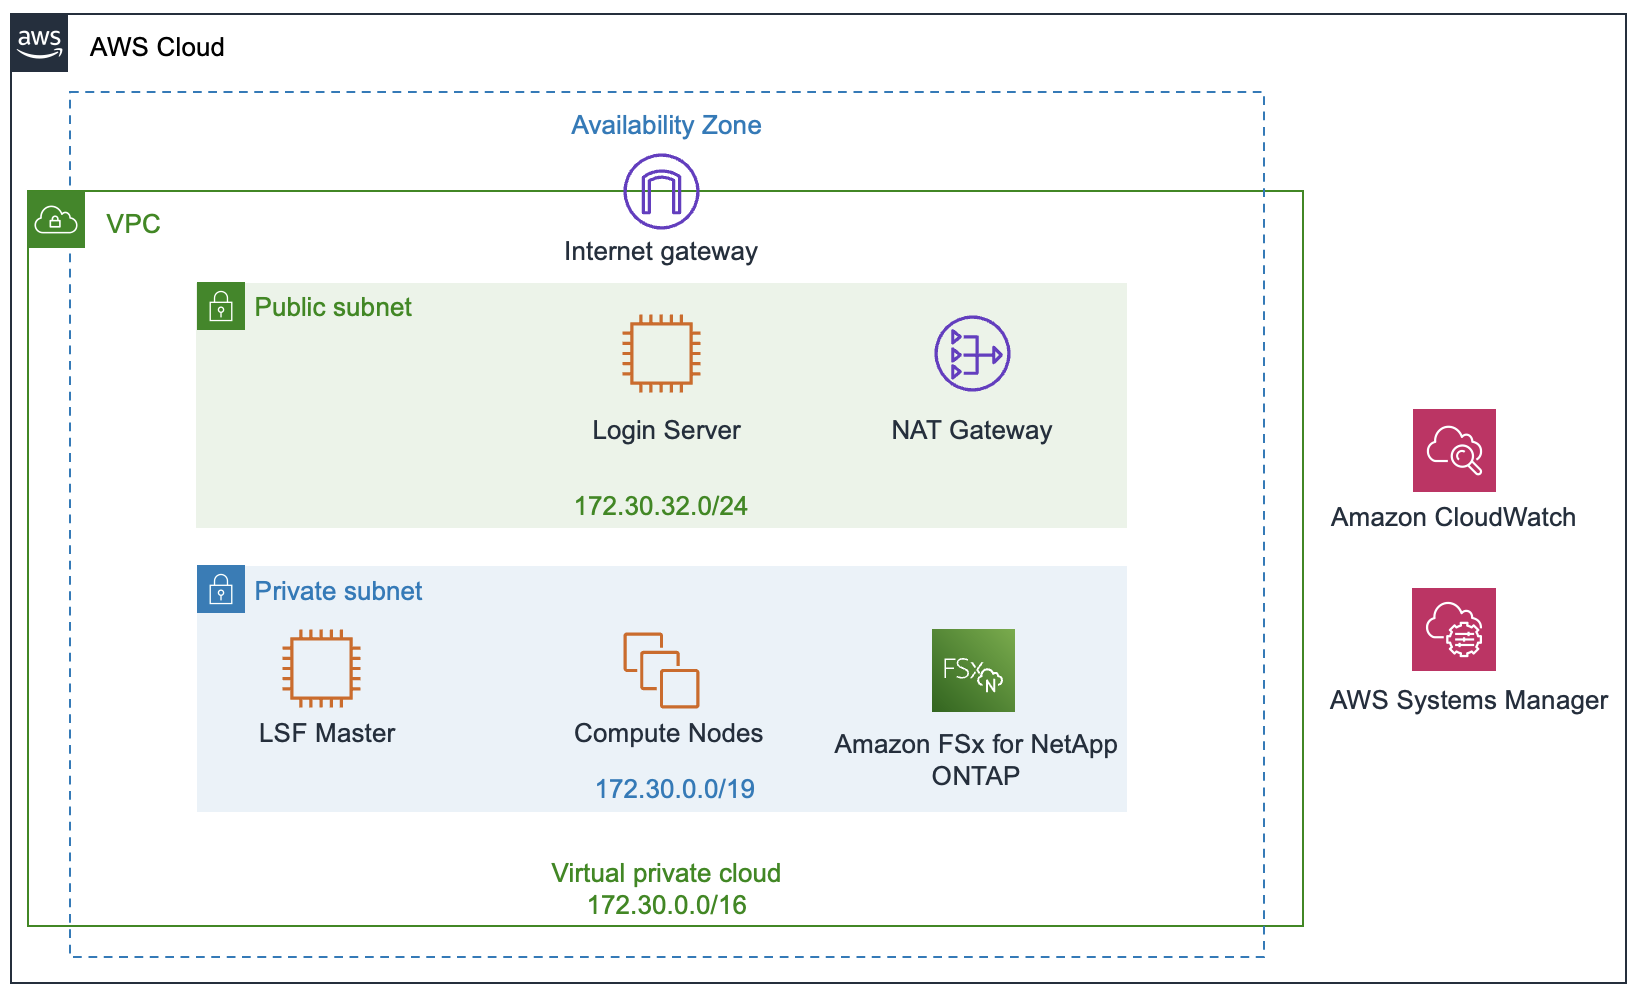 aws
AWS Cloud
Availability Zone
VPC
Internet gateway
Public subnet
Login Server
NAT Gateway
172.30.32.0/24
Amazon CloudWatch
Private subnet
FSx
N
LSF Master
Compute Nodes
Amazon FSx for NetApp
ONTAP
172.30.0.0/19
AWS Systems Manager
Virtual private cloud
172.30.0.0/16